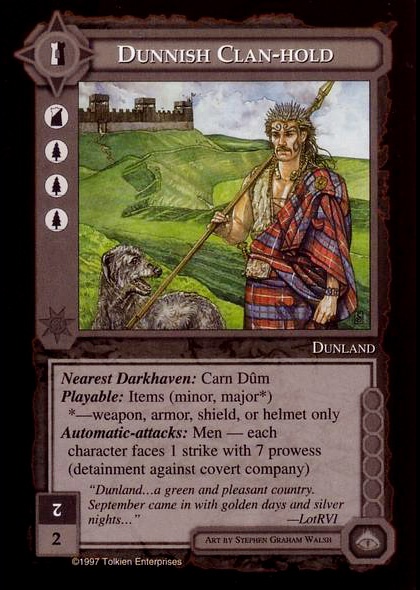 DUNNISH CLAN-HOLD
DUNLAND
Nearest Darkhaven: Carn Dûm
Playable: Items (minor, major*)
*—weapon, armor, shield, or helmet only
Automatic-attacks: Men — each
character faces 1 strike with 7 prowess
(detainment against covert company)
“Dunland...a green and pleasant country.
September came in with golden days and silver
nights...”
—LotRVI
2
2
ART BY STEPHEN GRAHAM WALSH
©1997 Tolkien Enterprises